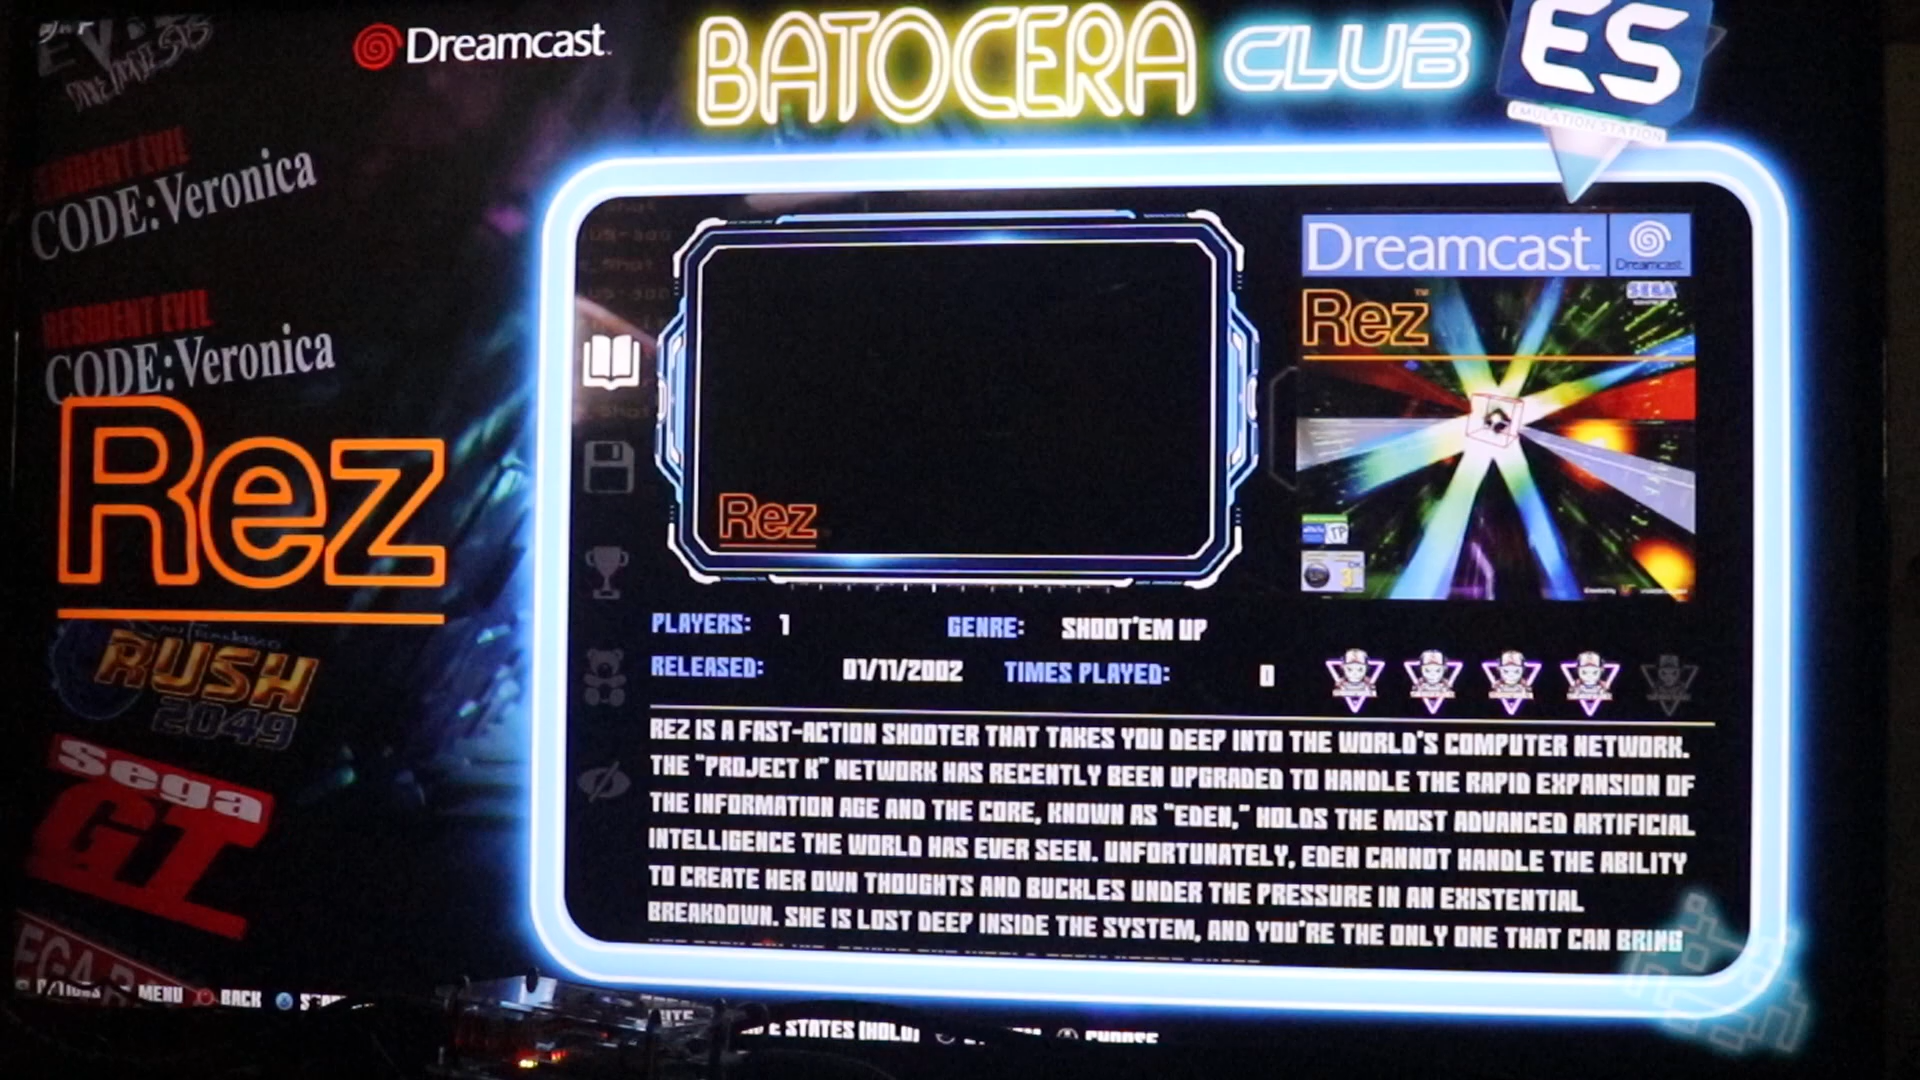 Dreamcast
BATOCERA CLUB
ES
EMULATION STATION
CODE:Veronica
RESIDENT EVIL
CODE:Veronica
Rez
RUSH
2049
Sega
GT
Rez
Dreamcast
Dreamcast
SEGA
Rez
3
PLAYERS: 1 GENRE: SHOOT'EM UP
RELEASED: 01/11/2002 TIMES PLAYED: 0
REZ IS A FAST-ACTION SHOOTER THAT TAKES YOU DEEP INTO THE WORLD'S COMPUTER NETWORK.
THE "PROJECT K" NETWORK HAS RECENTLY BEEN UPGRADED TO HANDLE THE RAPID EXPANSION OF
THE INFORMATION AGE AND THE CORE, KNOWN AS "EDEN," HOLDS THE MOST ADVANCED ARTIFICIAL
INTELLIGENCE THE WORLD HAS EVER SEEN. UNFORTUNATELY, EDEN CANNOT HANDLE THE ABILITY
TO CREATE HER OWN THOUGHTS AND BUCKLES UNDER THE PRESSURE IN AN EXISTENTIAL
BREAKDOWN. SHE IS LOST DEEP INSIDE THE SYSTEM, AND YOU'RE THE ONLY ONE THAT CAN BRING
MENU BACK
STATES (HOLD) CHOOSE